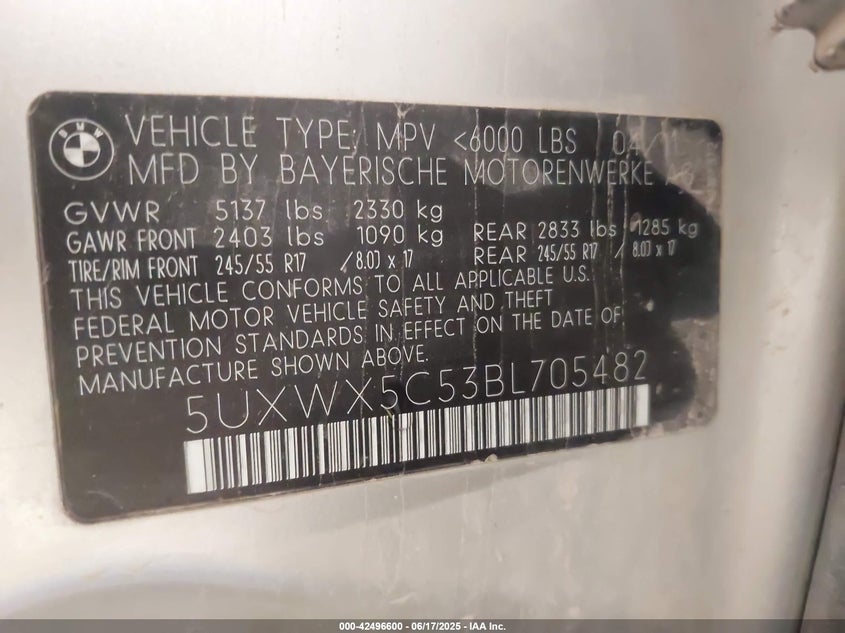 BMW
VEHICLE TYPE: MPV <6000 LBS 04/11
MFD BY BAYERISCHE MOTORENWERKE AG
GVWR 5137 lbs 2330 kg
GAWR FRONT 2403 lbs 1090 kg REAR 2833 lbs 1285 kg
TIRE/RIM FRONT 245/55 R17 / 8.0J x 17 REAR 245/55 R17 / 8.0J x 17
THIS VEHICLE CONFORMS TO ALL APPLICABLE U.S.
FEDERAL MOTOR VEHICLE SAFETY AND THEFT
PREVENTION STANDARDS IN EFFECT ON THE DATE OF
MANUFACTURE SHOWN ABOVE.
5UXWX5C53BL705482
000-42496600 - 06/17/2025 - IAA Inc.